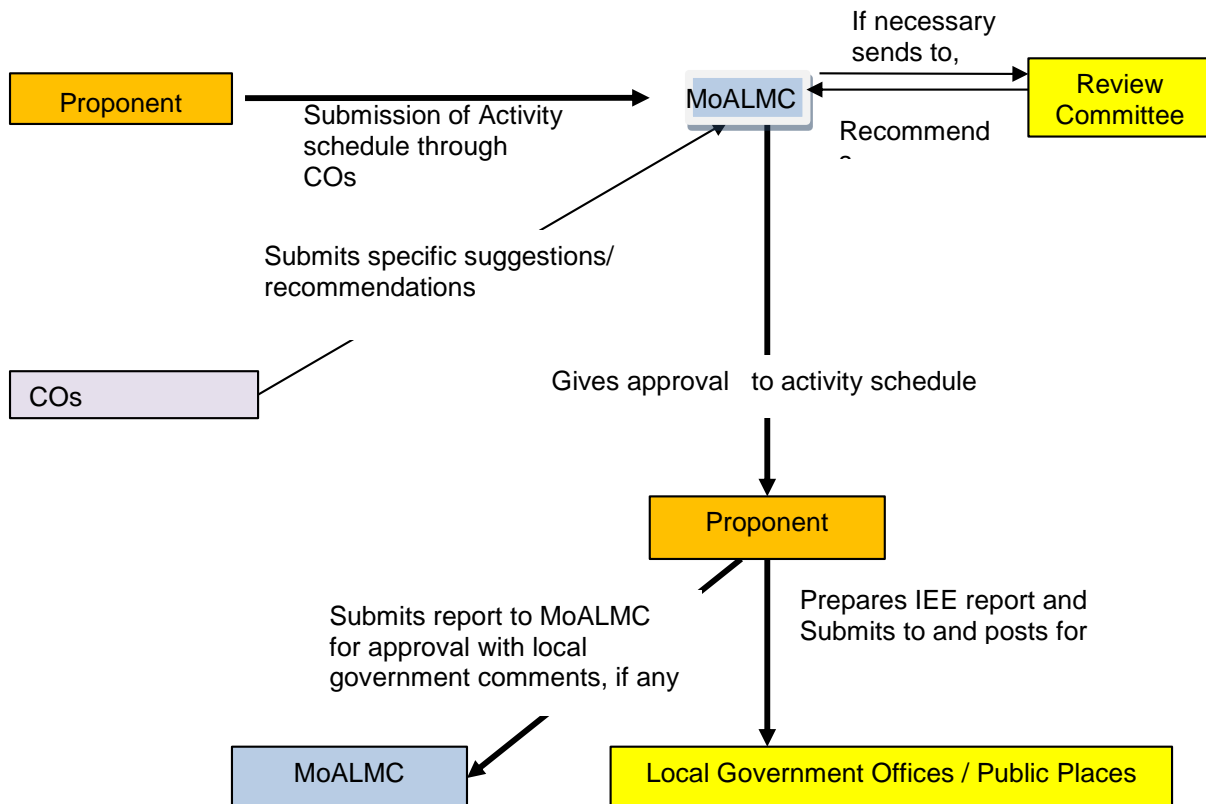 If necessary
sends to,
Proponent
MoALMC
Review
Committee
Submission of Activity
schedule through
COs
Recommend
Submits specific suggestions/
recommendations
COs
Gives approval to activity schedule
Proponent
Submits report to MoALMC
for approval with local
government comments, if any
Prepares IEE report and
Submits to and posts for
MoALMC
Local Government Offices / Public Places